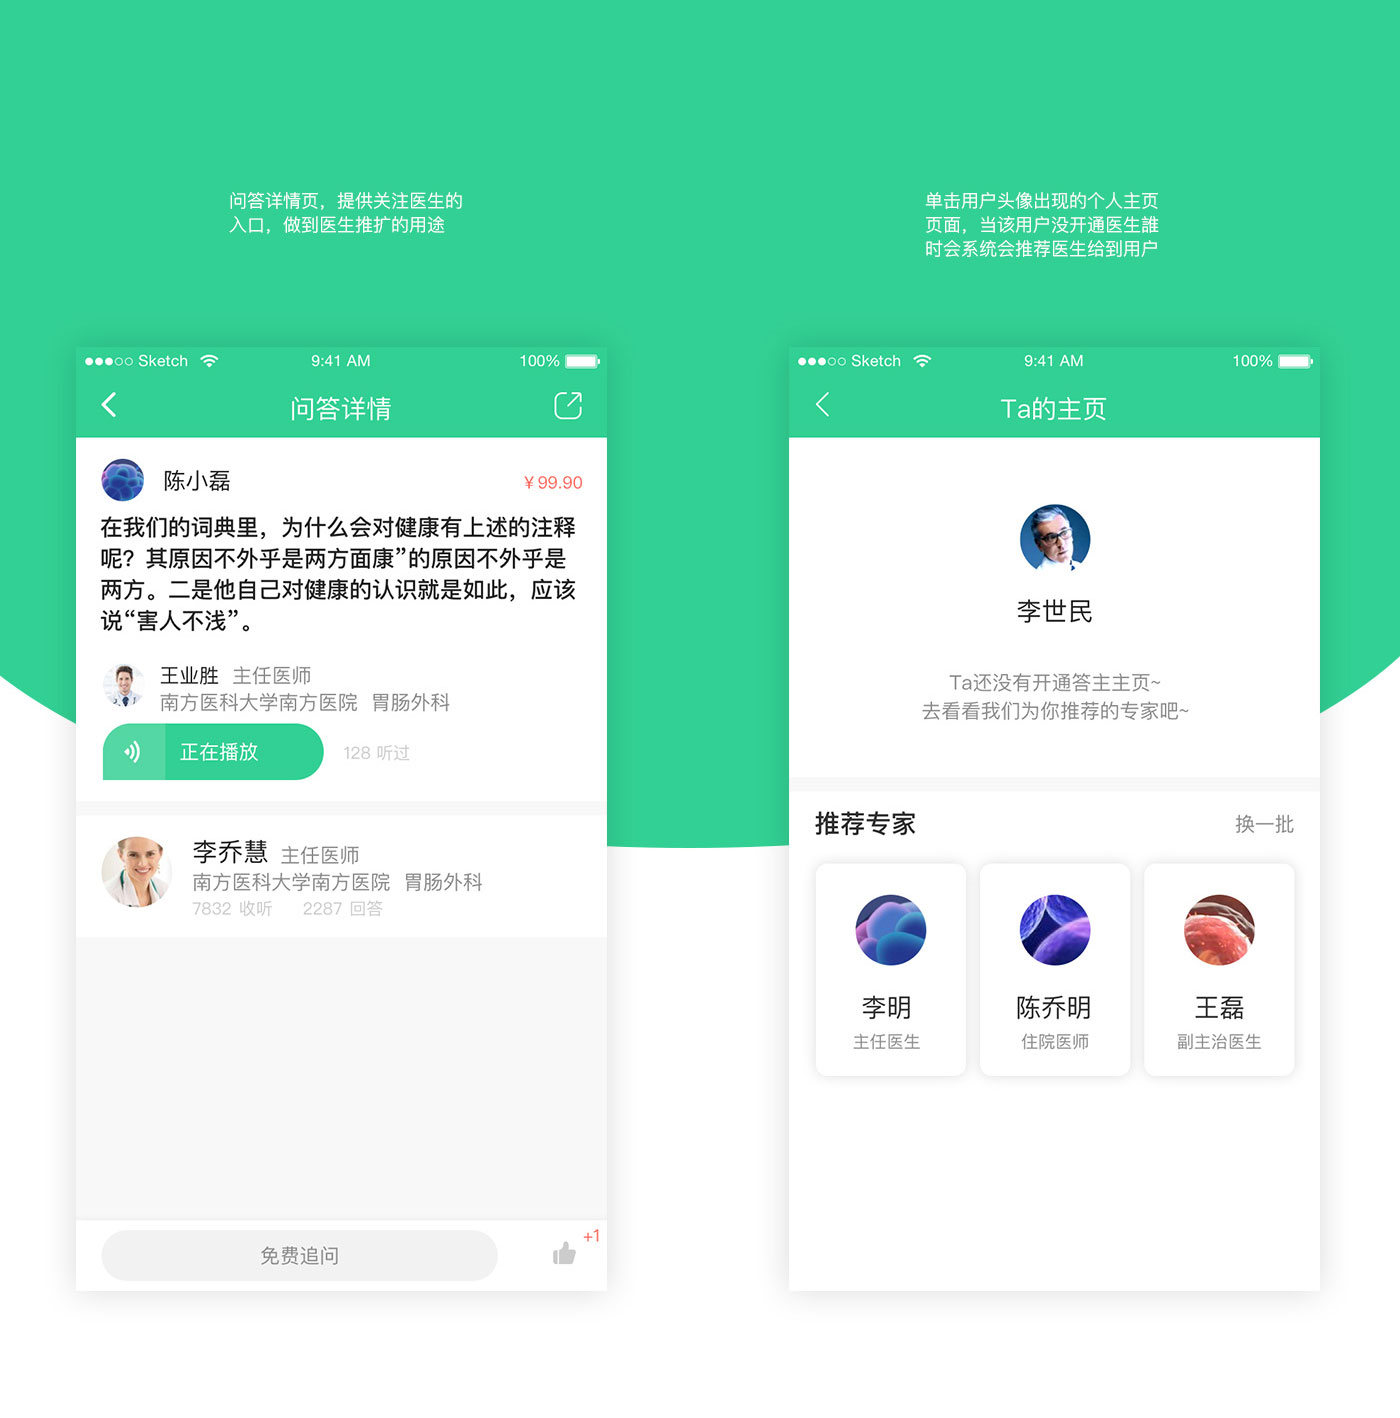 问答详情页，提供关注医生的
入口，做到医生推扩的用途
单击用户头像出现的个人主页
页面，当该用户没开通医生誰
时会系统会推荐医生给到用户
Sketch 9:41 AM 100%
问答详情
陈小磊 ¥99.90
在我们的词典里，为什么会对健康有上述的注释
呢？其原因不外乎是两方面康”的原因不外乎是
两方。二是他自己对健康的认识就是如此，应该
说“害人不浅”。
王业胜 主任医师
南方医科大学南方医院 胃肠外科
正在播放 128 听过
李乔慧 主任医师
南方医科大学南方医院 胃肠外科
7832 收听 2287 回答
免费追问 +1
Sketch 9:41 AM 100%
Ta的主页
李世民
Ta还没有开通答主主页~
去看看我们为你推荐的专家吧~
推荐专家 换一批
李明 陈乔明 王磊
主任医生 住院医师 副主治医生